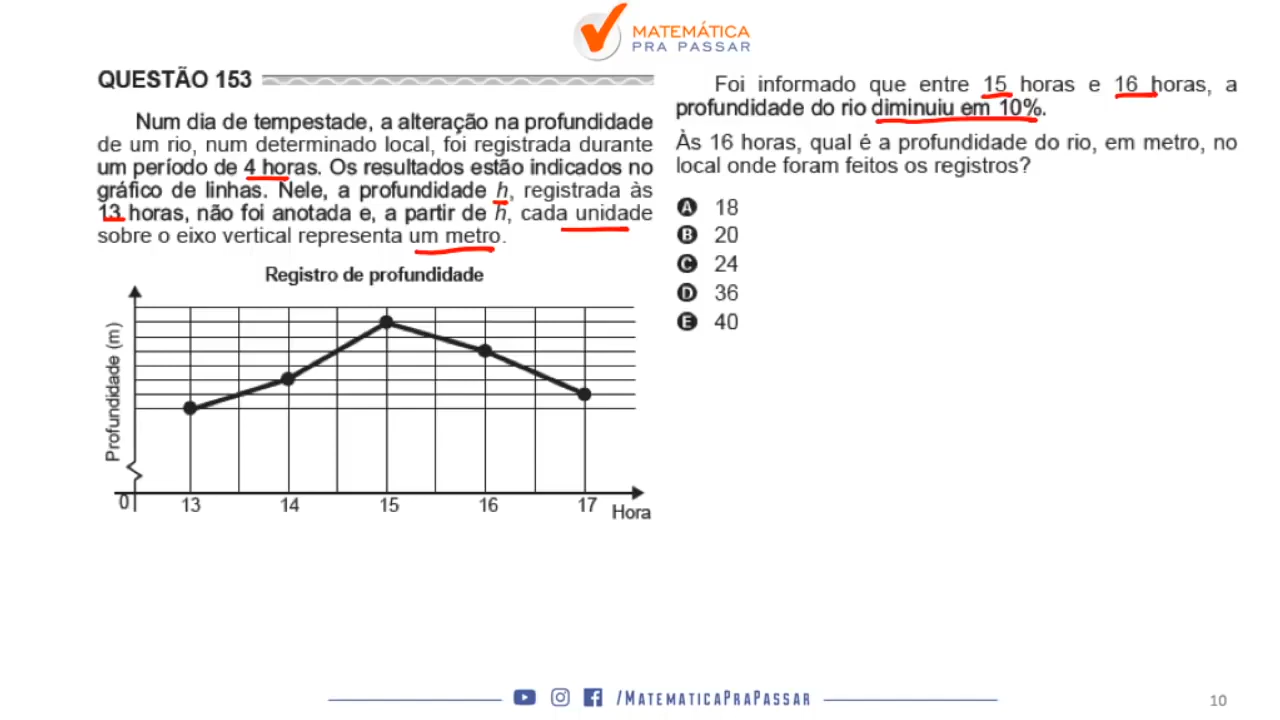 MATEMÁTICA
PRA PASSAR
QUESTÃO 153
Num dia de tempestade, a alteração na profundidade
de um rio, num determinado local, foi registrada durante
um período de 4 horas. Os resultados estão indicados no
gráfico de linhas. Nele, a profundidade h, registrada às
13 horas, não foi anotada e, a partir de h, cada unidade
sobre o eixo vertical representa um metro.
Registro de profundidade
Profundidade (m)
0
13 14 15 16 17
Hora
Foi informado que entre 15 horas e 16 horas, a
profundidade do rio diminuiu em 10%.
Às 16 horas, qual é a profundidade do rio, em metro, no
local onde foram feitos os registros?
A 18
B 20
C 24
D 36
E 40
/MATEMATICAPRAPASSAR
10